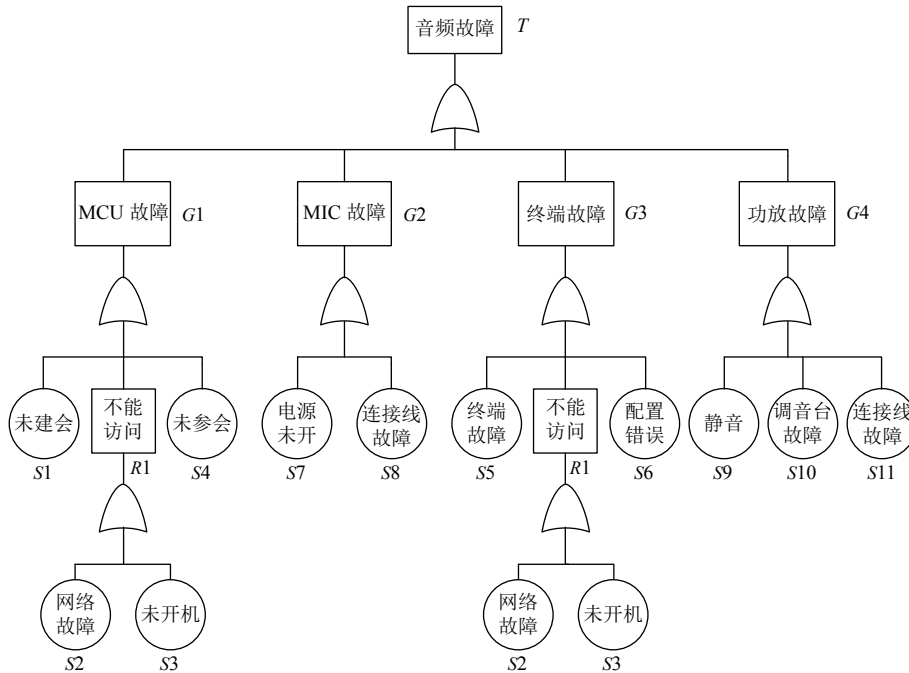 音频故障 T
MCU 故障 G1
MIC 故障 G2
终端故障 G3
功放故障 G4
未建会
S1
不能
访问
R1
未参会
S4
电源
未开
S7
连接线
故障
S8
终端
故障
S5
不能
访问
R1
配置
错误
S6
静音
S9
调音台
故障
S10
连接线
故障
S11
网络
故障
S2
未开机
S3
网络
故障
S2
未开机
S3